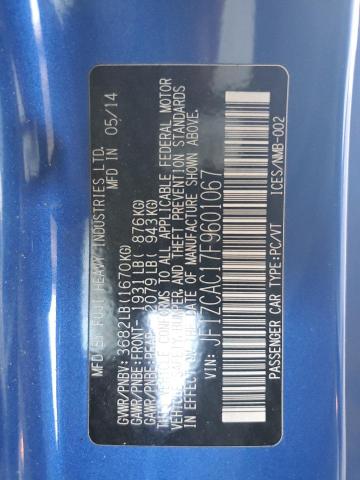 MFD BY FUJI HEAVY INDUSTRIES LTD.
MFD IN 05/14
GVWR/PNBV: 3682LB(1670KG)
GAWR/PNBE:FRONT- 1931LB( 876KG)
GAWR/PNBE:REAR - 2079LB( 943KG)
THIS VEHICLE CONFORMS TO ALL APPLICABLE FEDERAL MOTOR
VEHICLE SAFETY, BUMPER, AND THEFT PREVENTION STANDARDS
IN EFFECT ON THE DATE OF MANUFACTURE SHOWN ABOVE.
VIN: JF1ZCAC17F9601067
ICES/NMB-002
PASSENGER CAR TYPE:PC/VT